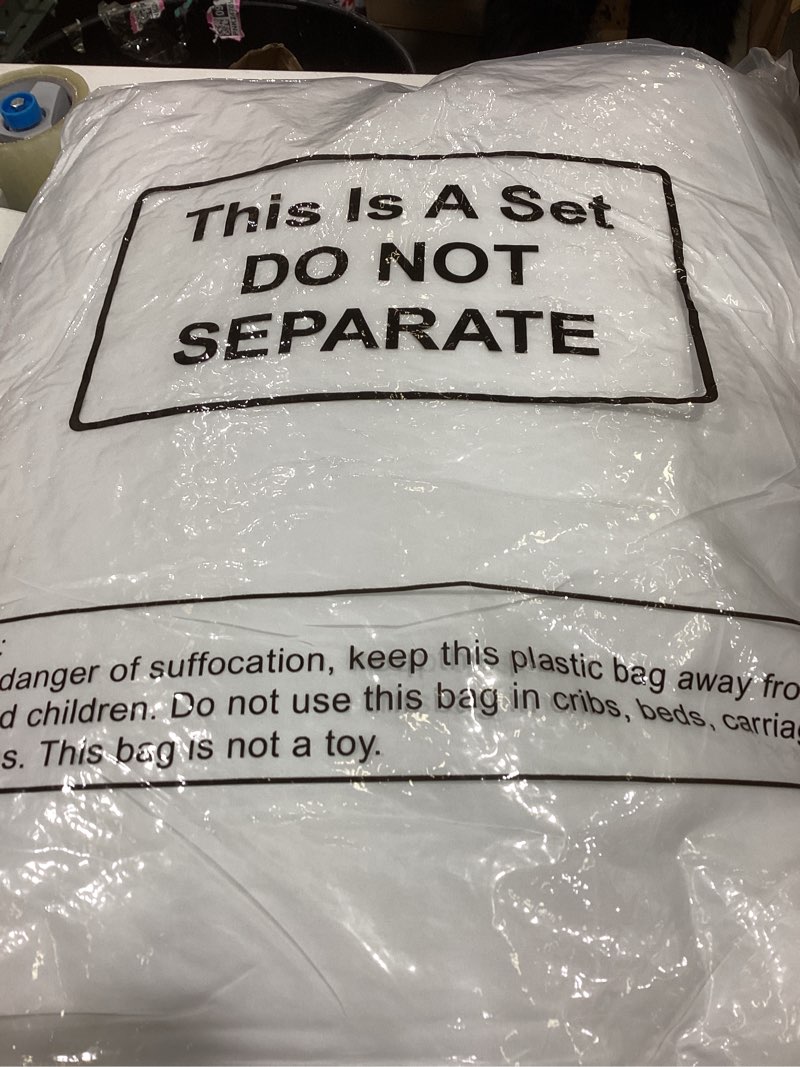 This Is A Set
DO NOT
SEPARATE
danger of suffocation, keep this plastic bag away fro
d children. Do not use this bag in cribs, beds, carria
s. This bag is not a toy.